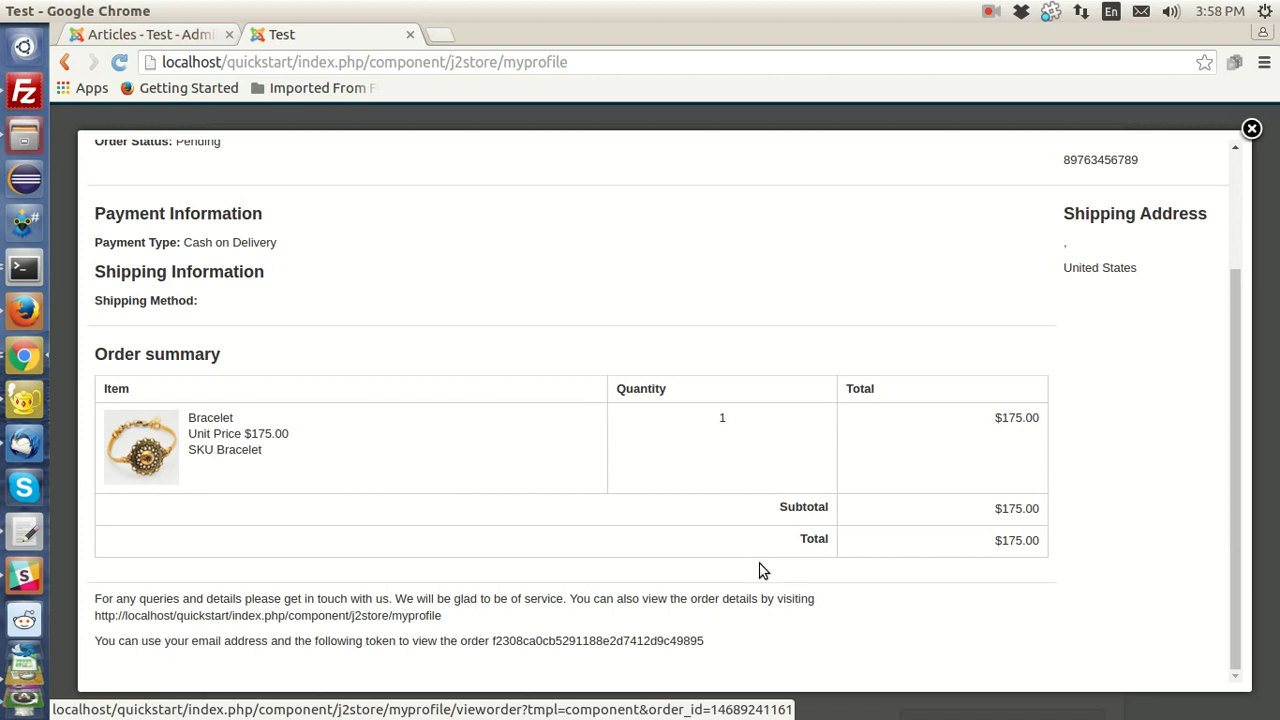 Test - Google Chrome
En
3:58 PM
Articles - Test - Admi
Test
localhost/quickstart/index.php/component/j2store/myprofile
Apps
Getting Started
Imported From F
Order Status: Pending
89763456789
Payment Information
Shipping Address
Payment Type: Cash on Delivery
,
Shipping Information
United States
Shipping Method:
Order summary
Item Quantity Total
Bracelet 1 $175.00
Unit Price $175.00
SKU Bracelet
Subtotal $175.00
Total $175.00
For any queries and details please get in touch with us. We will be glad to be of service. You can also view the order details by visiting
http://localhost/quickstart/index.php/component/j2store/myprofile
You can use your email address and the following token to view the order f2308ca0cb5291188e2d7412d9c49895
localhost/quickstart/index.php/component/j2store/myprofile/vieworder?tmpl=component&order_id=14689241161